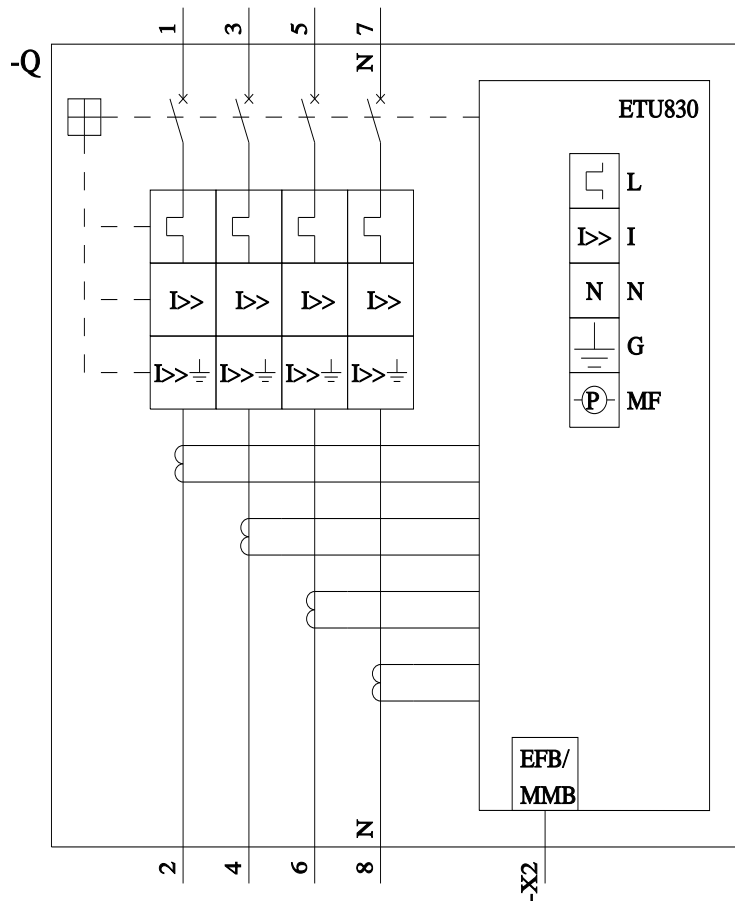 1 3 5 7
-Q
N
ETU830
L
I>> I
N N
G
P MF
I>> I>> I>> I>>
I>> I>> I>> I>>
EFB/
MMB
N
2 4 6 8 -X2